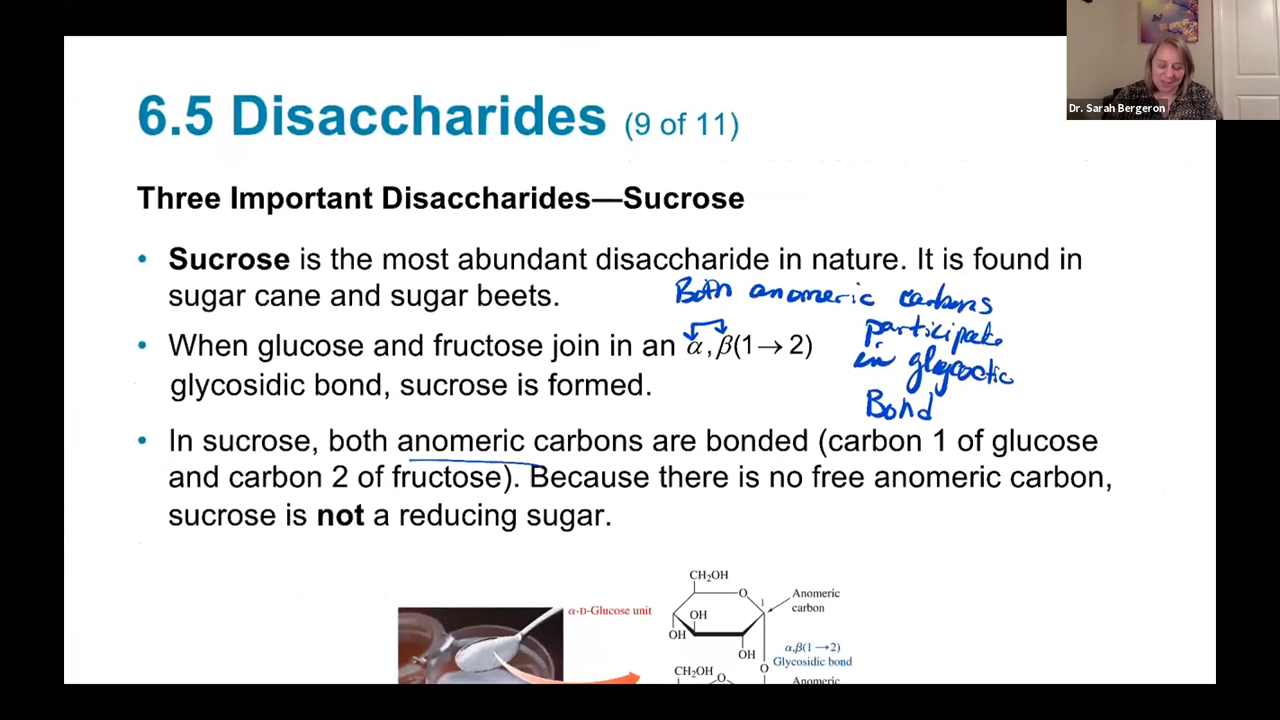 Dr. Sarah Bergeron
6.5 Disaccharides (9 of 11)
Three Important Disaccharides—Sucrose
• Sucrose is the most abundant disaccharide in nature. It is found in
sugar cane and sugar beets.
Both anomeric carbons
participate
in glycoctic
Bond
• When glucose and fructose join in an α,β(1→2)
glycosidic bond, sucrose is formed.
• In sucrose, both anomeric carbons are bonded (carbon 1 of glucose
and carbon 2 of fructose). Because there is no free anomeric carbon,
sucrose is not a reducing sugar.
α-D-Glucose unit
CH₂OH
O
1
Anomeric
carbon
OH
OH
OH
α,β(1→2)
Glycosidic bond
O
CH₂OH
O
Anomeric